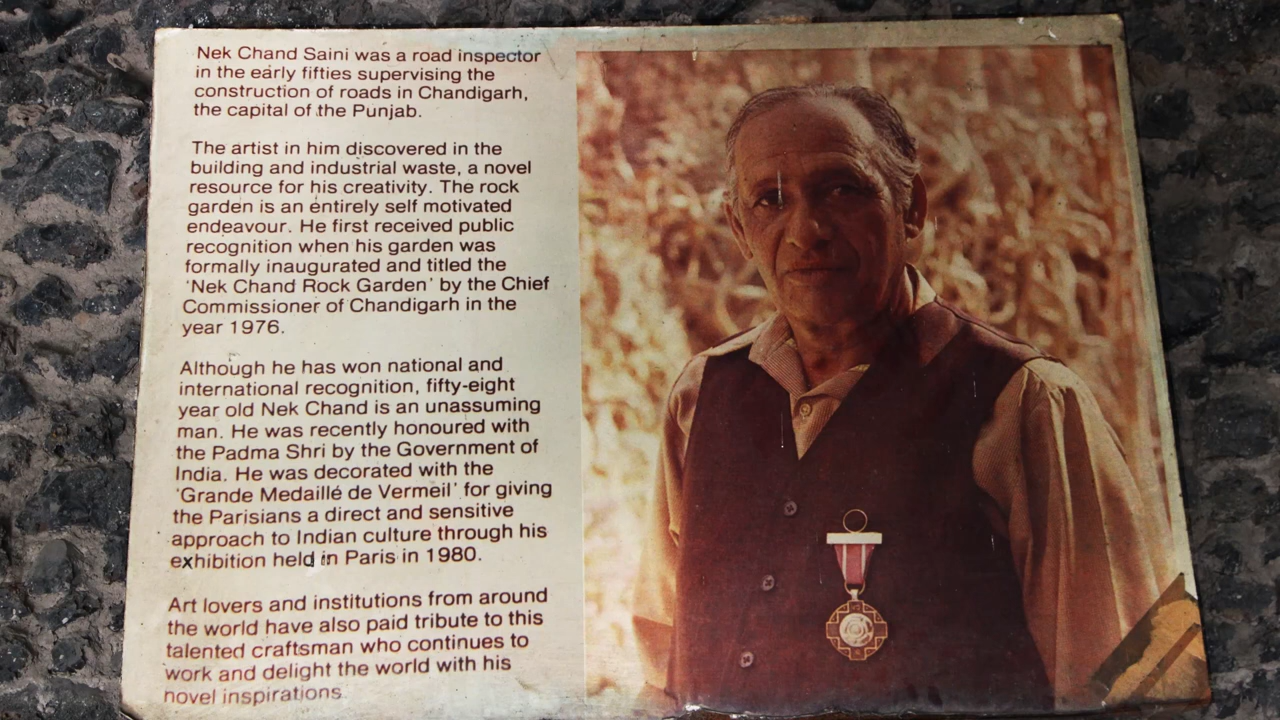 Nek Chand Saini was a road inspector
in the early fifties supervising the
construction of roads in Chandigarh,
the capital of the Punjab.
The artist in him discovered in the
building and industrial waste, a novel
resource for his creativity. The rock
garden is an entirely self motivated
endeavour. He first received public
recognition when his garden was
formally inaugurated and titled the
'Nek Chand Rock Garden' by the Chief
Commissioner of Chandigarh in the
year 1976.
Although he has won national and
international recognition, fifty-eight
year old Nek Chand is an unassuming
man. He was recently honoured with
the Padma Shri by the Government of
India. He was decorated with the
'Grande Medaillé de Vermeil' for giving
the Parisians a direct and sensitive
approach to Indian culture through his
exhibition held in Paris in 1980.
Art lovers and institutions from around
the world have also paid tribute to this
talented craftsman who continues to
work and delight the world with his
novel inspirations